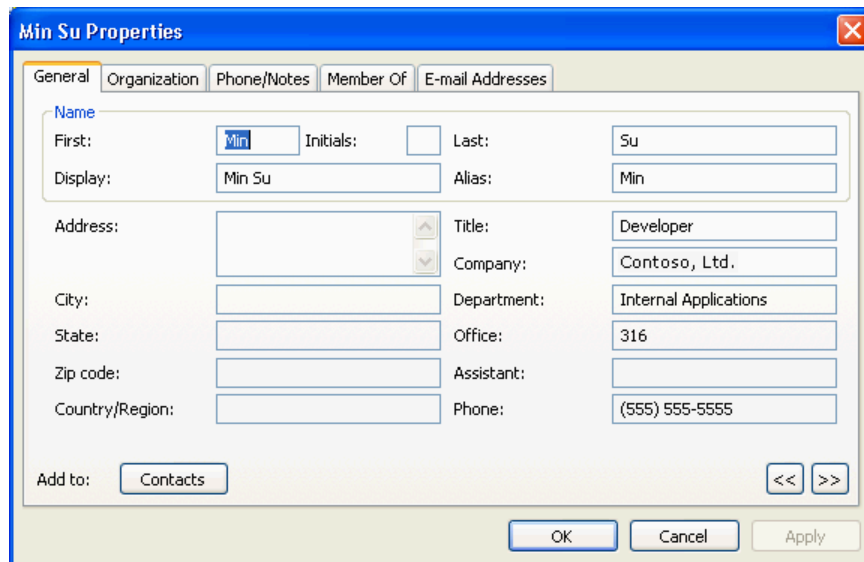 Min Su Properties
General Organization Phone/Notes Member Of E-mail Addresses
Name
First: Min Initials: Last: Su
Display: Min Su Alias: Min
Address: Title: Developer
Company: Contoso, Ltd.
City: Department: Internal Applications
State: Office: 316
Zip code: Assistant:
Country/Region: Phone: (555) 555-5555
Add to: Contacts << >>
OK Cancel Apply